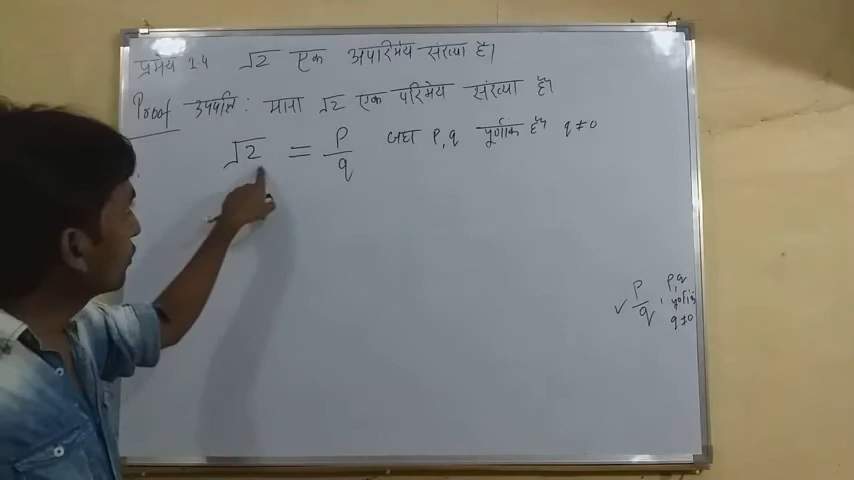 प्रमेय 1.4 √2 एक अपरिमेय संख्या है।
Proof उपपत्ति: माना √2 एक परिमेय संख्या है।
√2 = p/q जहा p,q पूर्णांक है q≠0
✓ p/q , p,q पूर्णांक q≠0